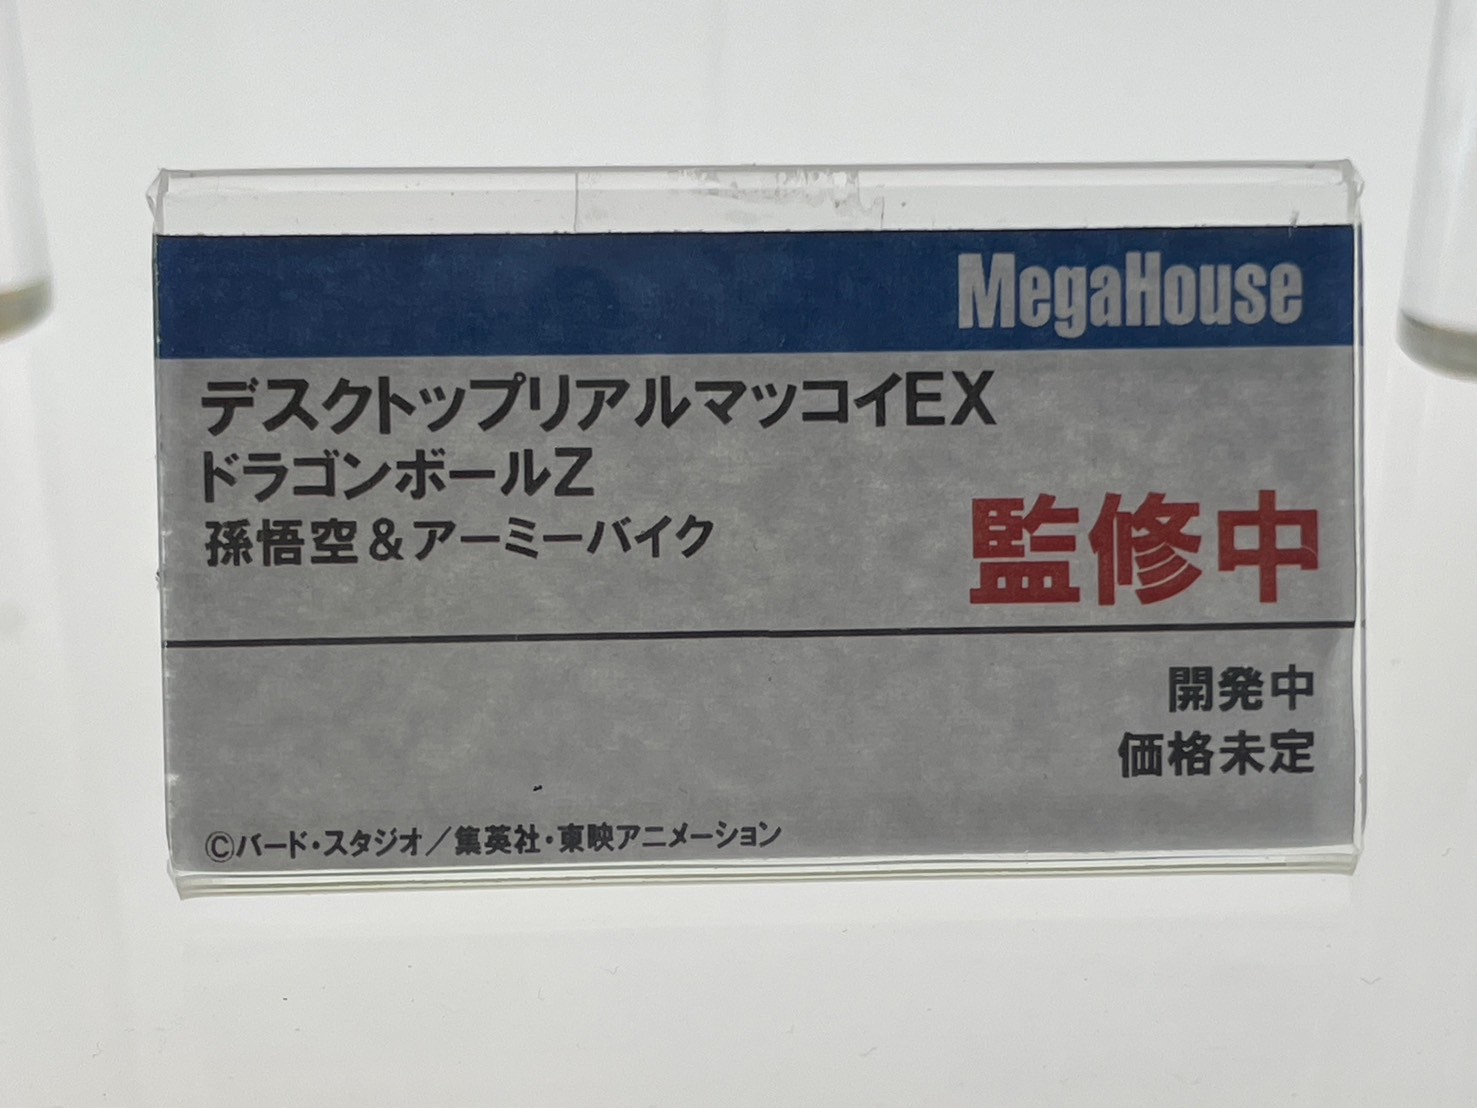 MegaHouse
デスクトップリアルマッコイEX
ドラゴンボールZ
孫悟空&アーミーバイク
監修中
開発中
価格未定
©バード・スタジオ／集英社・東映アニメーション